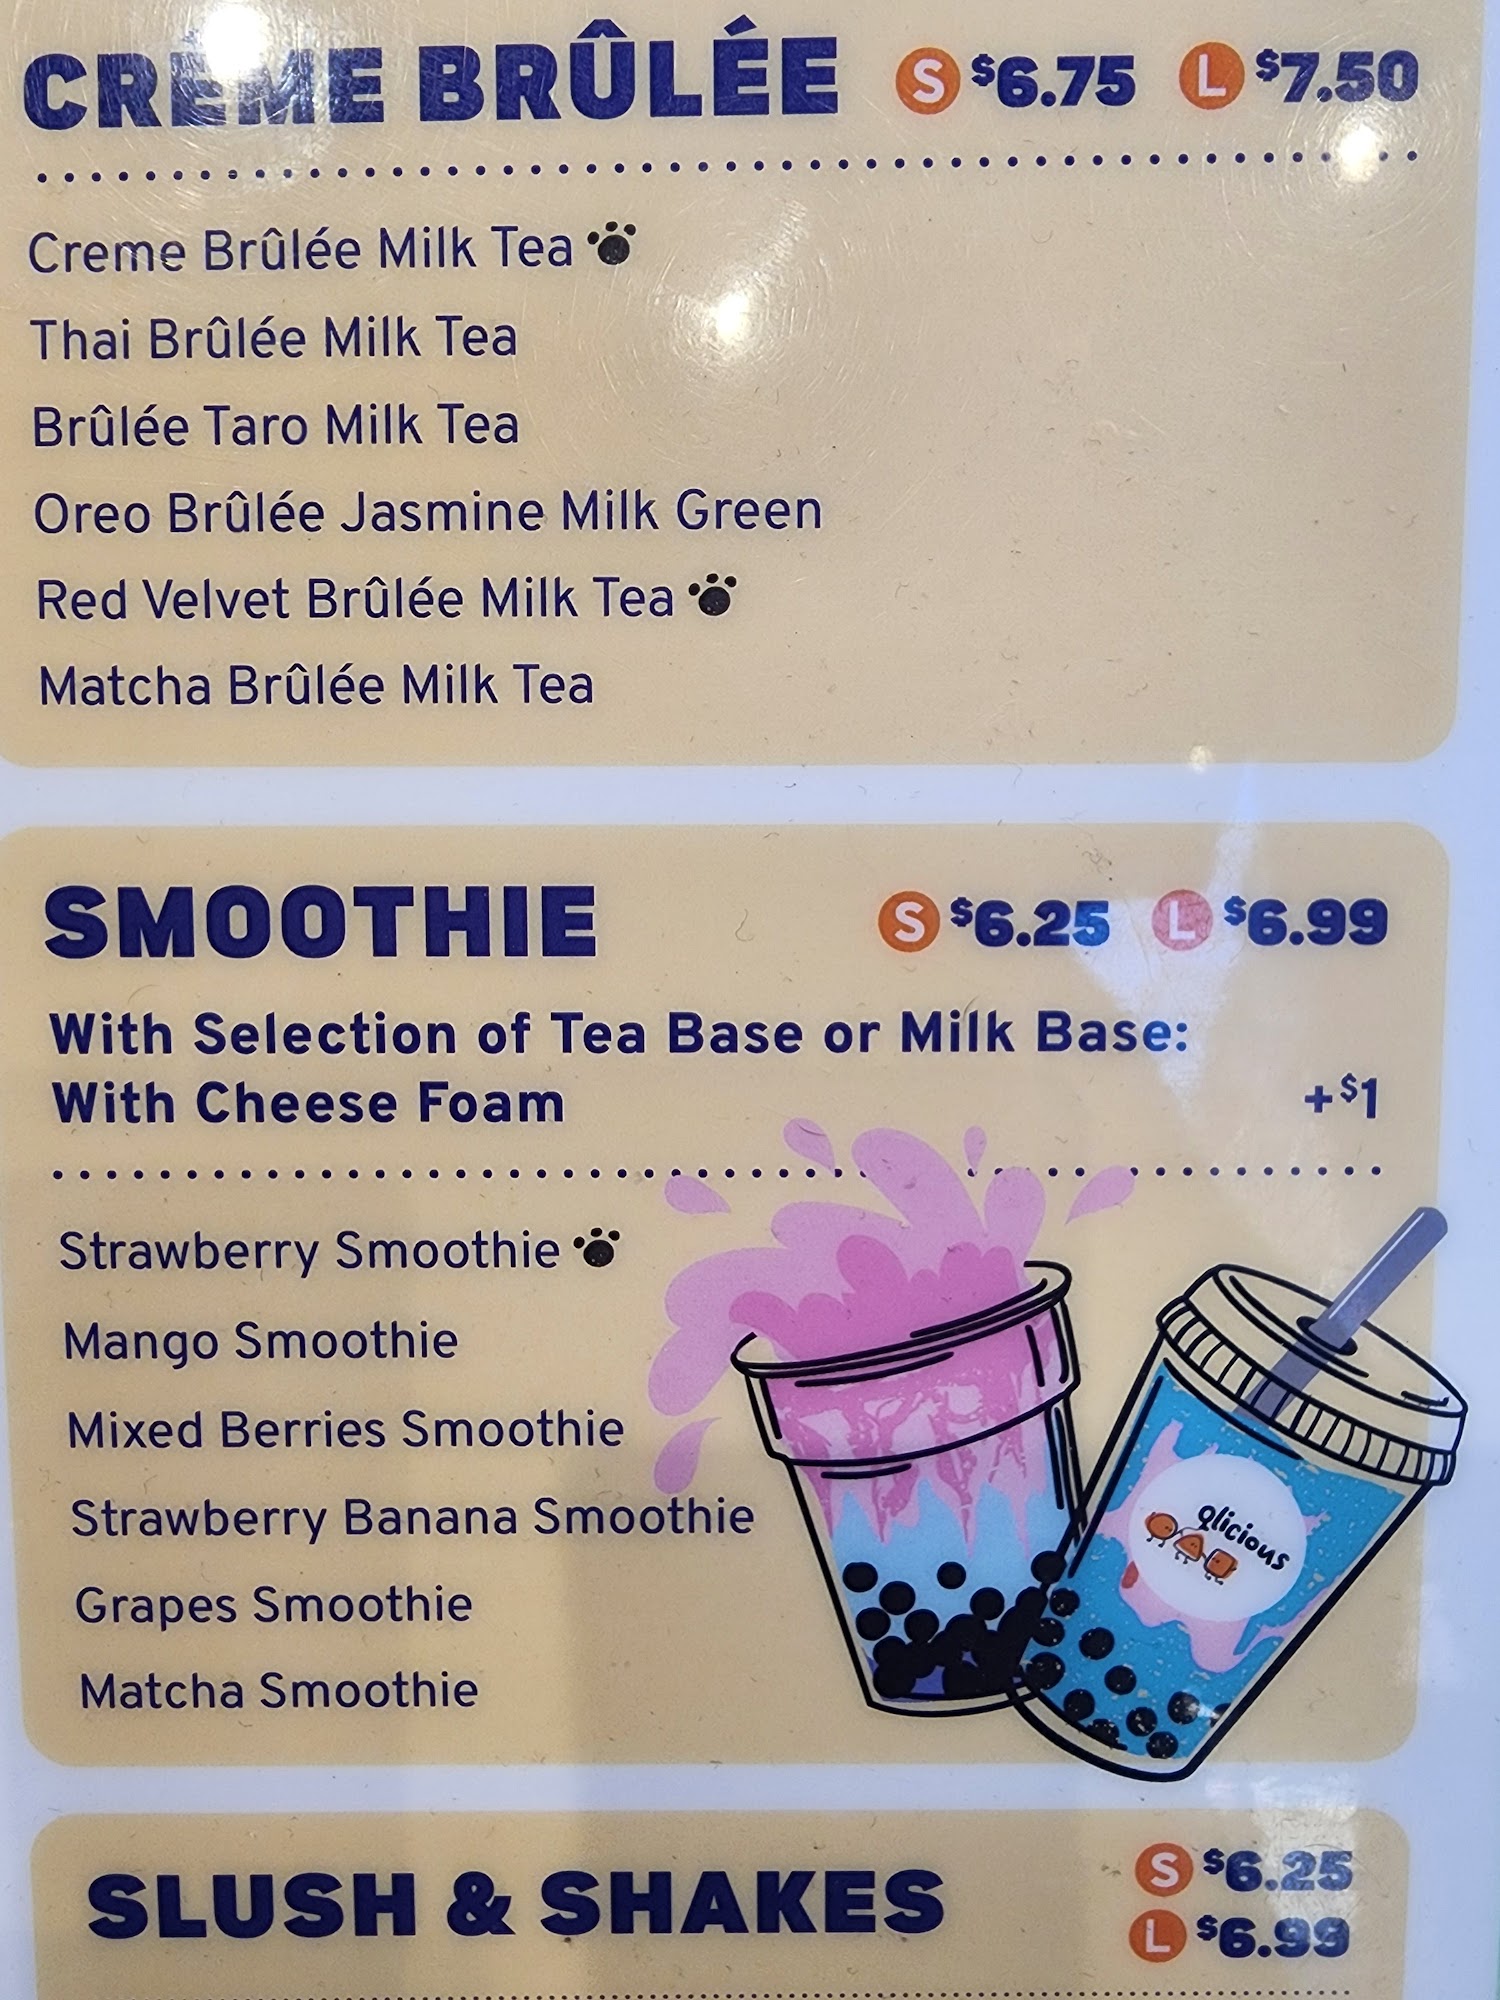 CRÈME BRÛLÉE S $6.75 L $7.50
Creme Brûlée Milk Tea
Thai Brûlée Milk Tea
Brûlée Taro Milk Tea
Oreo Brûlée Jasmine Milk Green
Red Velvet Brûlée Milk Tea
Matcha Brûlée Milk Tea
SMOOTHIE S $6.25 L $6.99
With Selection of Tea Base or Milk Base:
With Cheese Foam +$1
Strawberry Smoothie
Mango Smoothie
Mixed Berries Smoothie
Strawberry Banana Smoothie
Grapes Smoothie
Matcha Smoothie
qlicious
SLUSH & SHAKES S $6.25
L $6.99